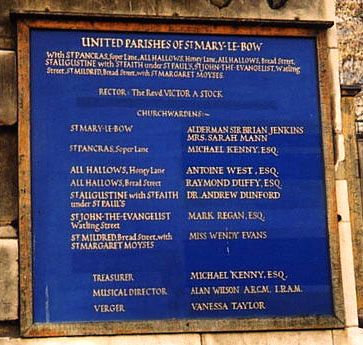 UNITED PARISHES OF ST MARY-LE-BOW
With ST PANCRAS, Soper Lane, ALL HALLOWS, Honey Lane, ALL HALLOWS, Bread Street,
ST AUGUSTINE with ST FAITH under ST PAUL'S, ST JOHN-THE-EVANGELIST, Watling
Street, ST MILDRED, Bread Street, with ST MARGARET MOYSES.
RECTOR: The Revd VICTOR A STOCK
CHURCHWARDENS:~
ST MARY-LE-BOW ALDERMAN SIR BRIAN JENKINS
MRS. SARAH MANN
ST PANCRAS, Soper Lane MICHAEL KENNY, ESQ.
ALL HALLOWS, Honey Lane ANTOINE WEST, ESQ.
ALL HALLOWS, Bread Street RAYMOND DUFFY, ESQ.
ST AUGUSTINE with ST FAITH DR ANDREW DUNFORD
under ST PAUL'S
ST JOHN-THE-EVANGELIST MARK REGAN, ESQ.
Watling Street
ST MILDRED, Bread Street, with MISS WENDY EVANS
ST MARGARET MOYSES
TREASURER MICHAEL KENNY, ESQ.
MUSICAL DIRECTOR ALAN WILSON A.R.C.M. I.R.A.M.
VERGER VANESSA TAYLOR